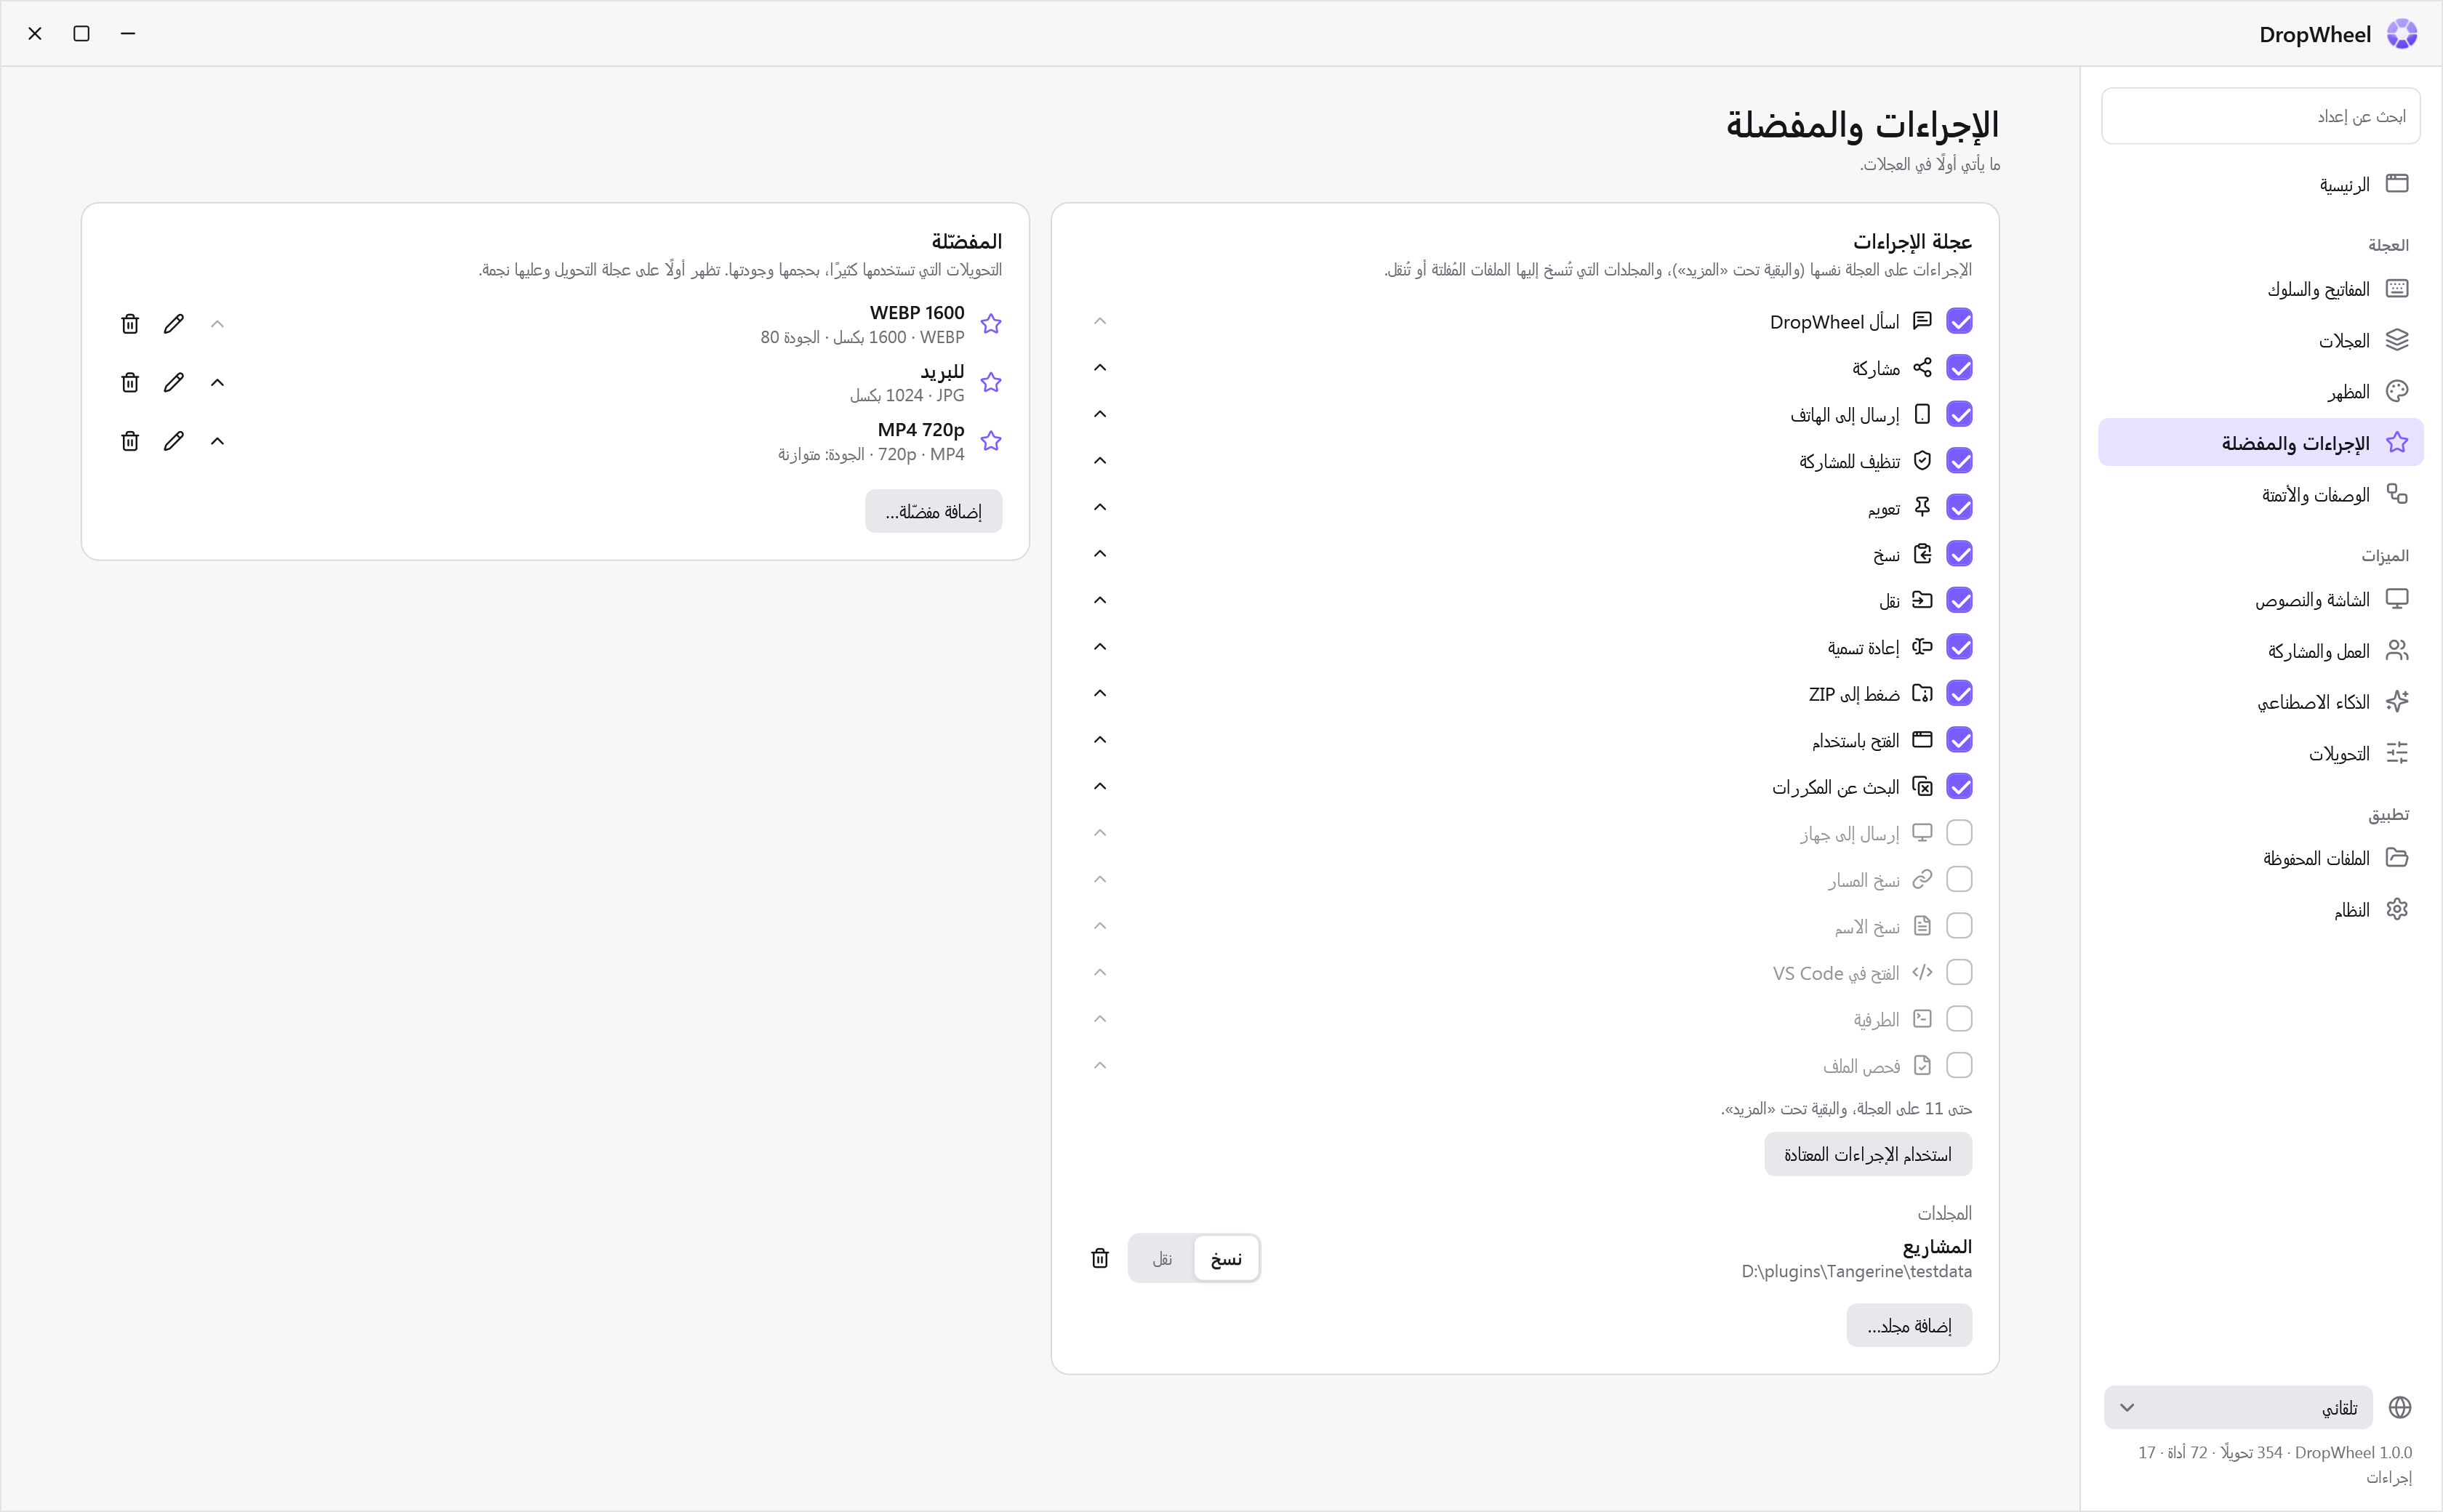 DropWheel
ابحث عن إعداد
الرئيسية
العجلة
المفاتيح والسلوك
العجلات
المظهر
الإجراءات والمفضلة
الوصفات والأتمتة
الميزات
الشاشة والنصوص
العمل والمشاركة
الذكاء الاصطناعي
التحويلات
تطبيق
الملفات المحفوظة
النظام
تلقائي
DropWheel 1.0.0 · 354 تحويلًا · 72 أداة · 17
إجراءات
الإجراءات والمفضلة
ما يأتي أولًا في العجلات.
عجلة الإجراءات
الإجراءات على العجلة نفسها (والبقية تحت «المزيد»)، والمجلدات التي تُنسخ إليها الملفات المُفلتة أو تُنقل.
اسأل DropWheel
مشاركة
إرسال إلى الهاتف
تنظيف للمشاركة
تعويم
نسخ
نقل
إعادة تسمية
ضغط إلى ZIP
الفتح باستخدام
البحث عن المكررات
إرسال إلى جهاز
نسخ المسار
نسخ الاسم
الفتح في VS Code
الطرفية
فحص الملف
حتى 11 على العجلة، والبقية تحت «المزيد».
استخدام الإجراءات المعتادة
المجلدات
المشاريع
D:\plugins\Tangerine\testdata
نسخ
نقل
إضافة مجلد...
المفضّلة
التحويلات التي تستخدمها كثيرًا، بحجمها وجودتها. تظهر أولًا على عجلة التحويل وعليها نجمة.
WEBP 1600
WEBP · 1600 بكسل · الجودة 80
للبريد
JPG · 1024 بكسل
MP4 720p
MP4 · 720p · الجودة: متوازنة
إضافة مفضّلة...